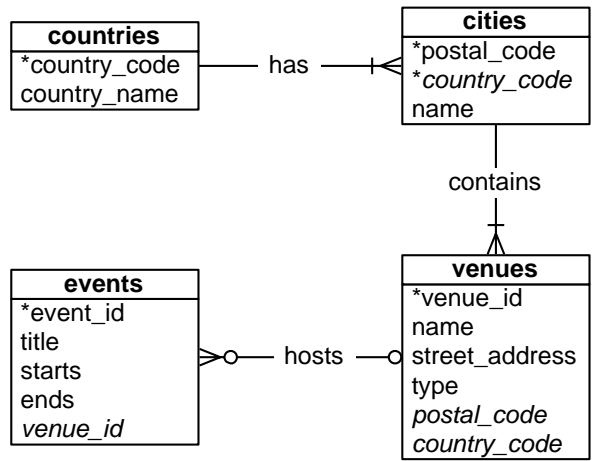 countries
*country_code
country_name
has
cities
*postal_code
*country_code
name
contains
events
*event_id
title
starts
ends
venue_id
hosts
venues
*venue_id
name
street_address
type
postal_code
country_code